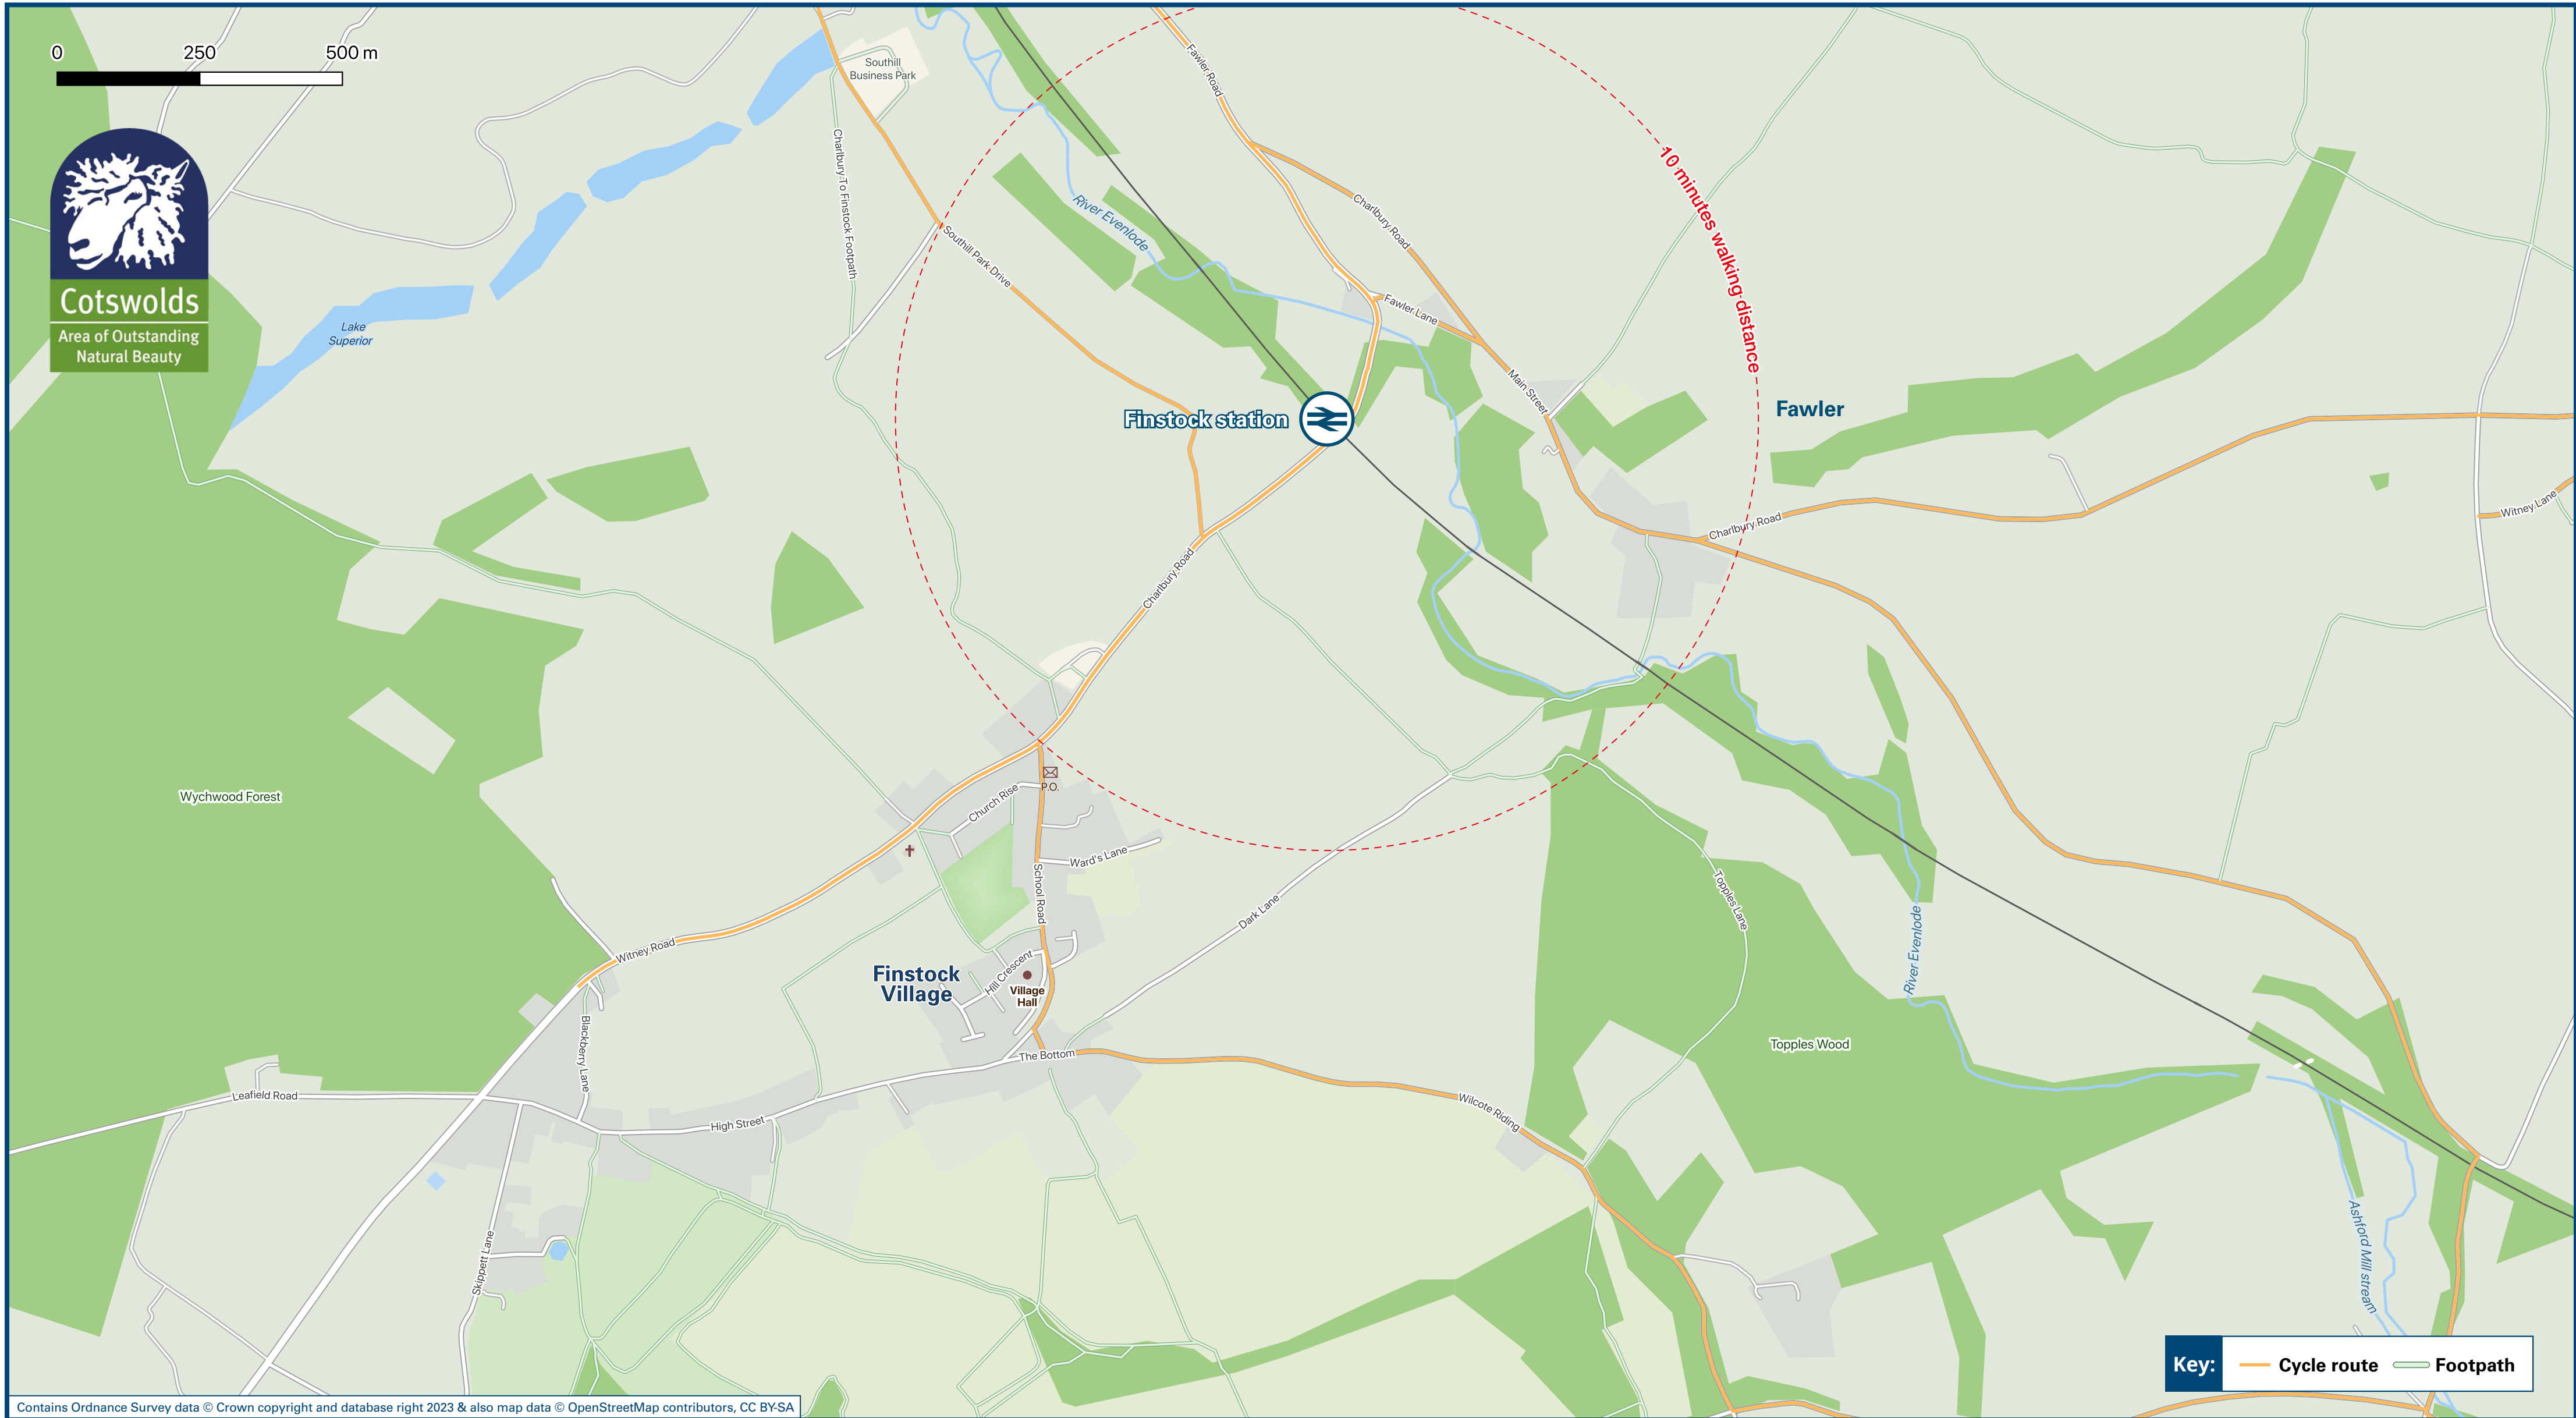 0 250 500 m
Cotswolds
Area of Outstanding
Natural Beauty
Southill
Business Park
Fawler Road
Charlbury To Finstock Footpath
River Evenlode
Charlbury Road
10 minutes walking distance
Southill Park Drive
Fawler Lane
Lake
Superior
Main Street
Finstock station
Fawler
Charlbury Road
Witney Lane
Charlbury Road
Wychwood Forest
P.O.
Church Rise
Ward's Lane
School Road
Dark Lane
Topples Lane
Witney Road
River Evenlode
Finstock
Village
Hill Crescent
Village
Hall
Blackberry Lane
The Bottom
Topples Wood
Leafield Road
High Street
Wilcote Riding
Skippett Lane
Ashford Mill stream
Key: Cycle route Footpath
Contains Ordnance Survey data © Crown copyright and database right 2023 & also map data © OpenStreetMap contributors, CC BY-SA